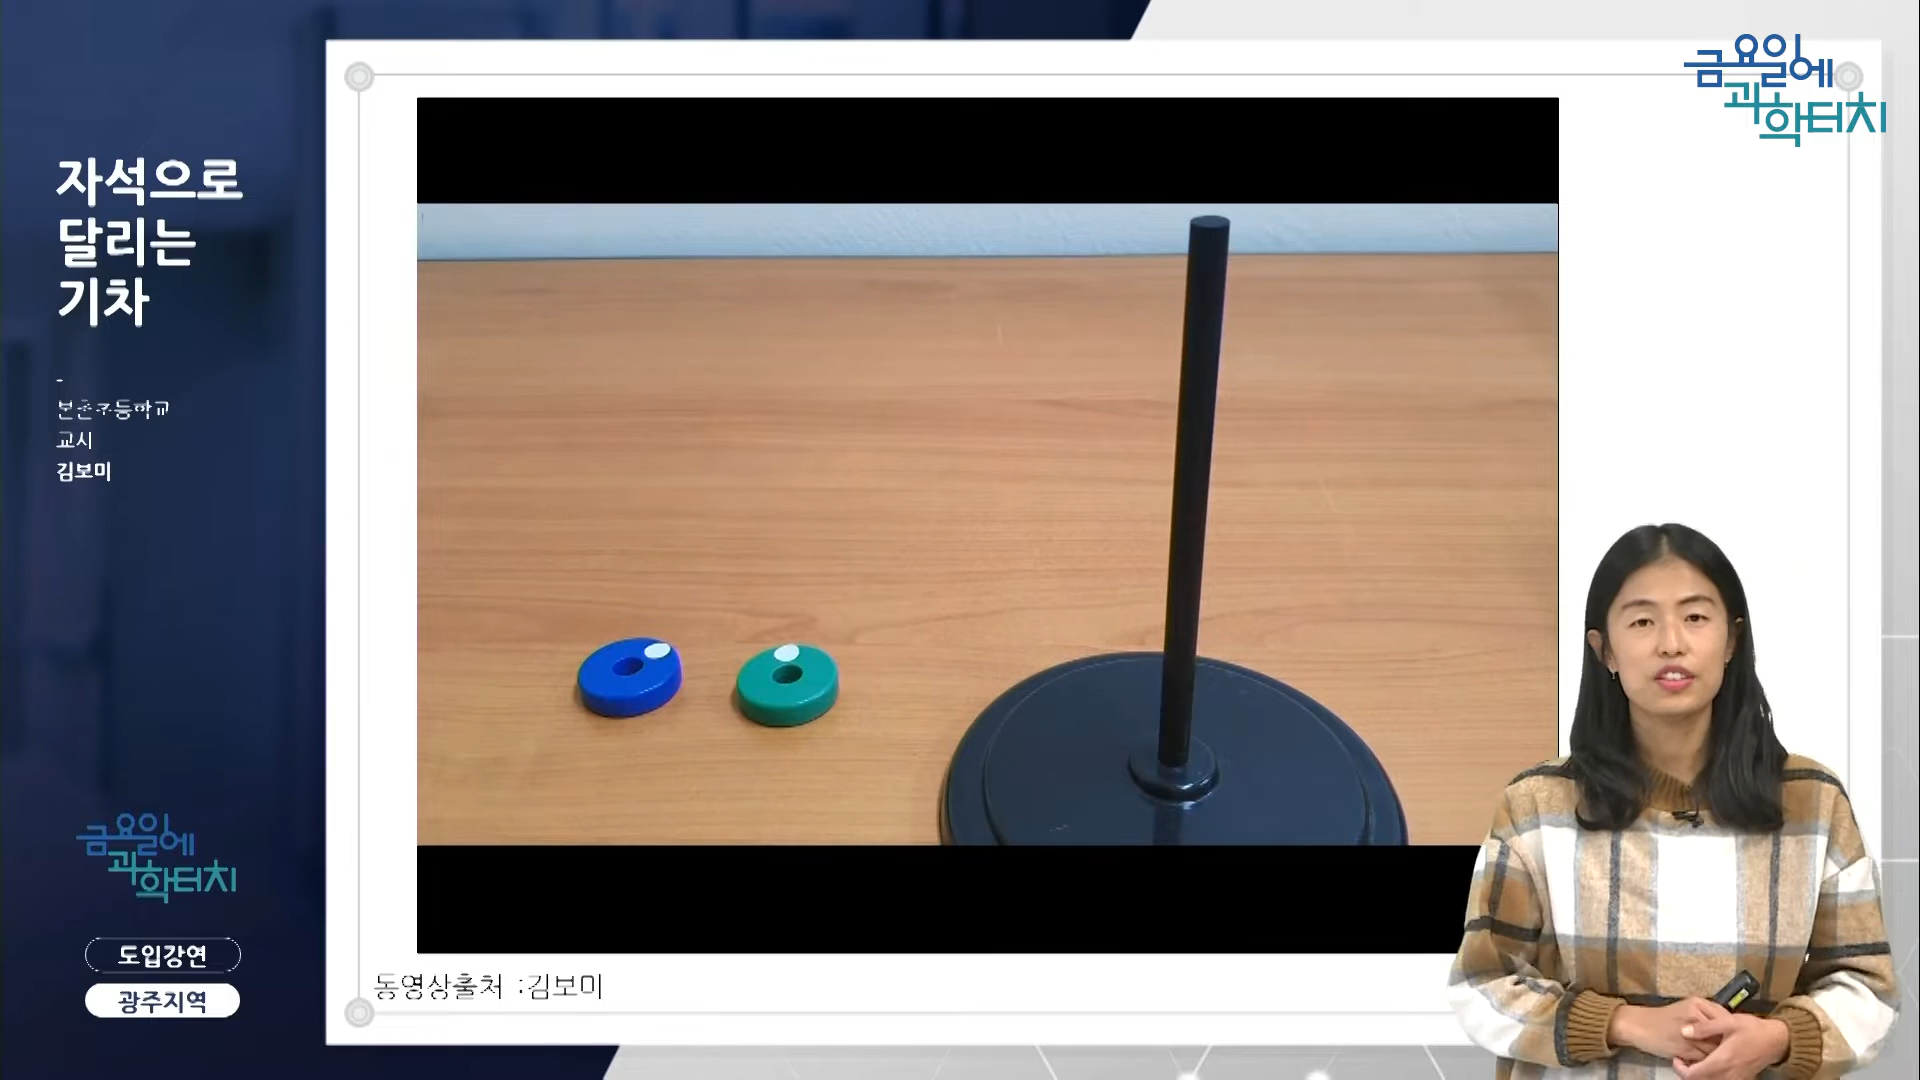 자석으로
달리는
기차
-
본촌초등학교
교사
김보미
금요일에
과학터치
도입강연
광주지역
동영상출처 :김보미
금요일에
과학터치